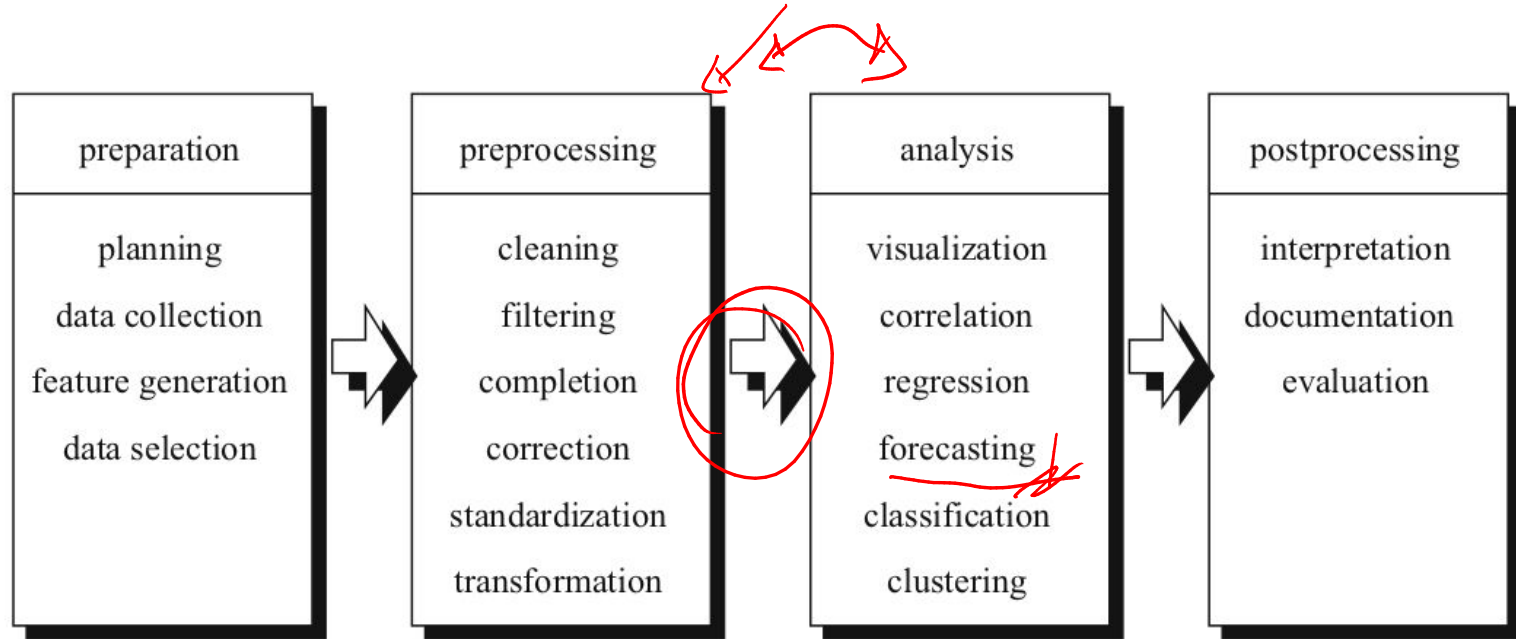 preparation
planning
data collection
feature generation
data selection
preprocessing
cleaning
filtering
completion
correction
standardization
transformation
analysis
visualization
correlation
regression
forecasting
classification
clustering
postprocessing
interpretation
documentation
evaluation